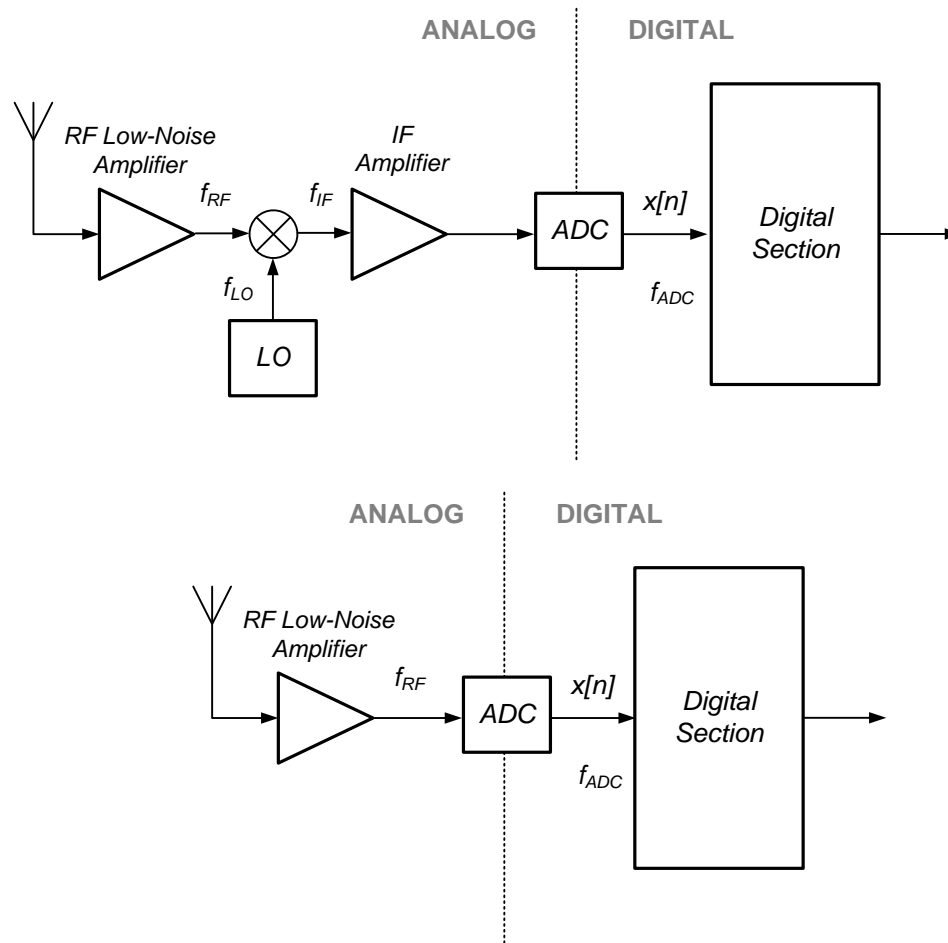 ANALOG
DIGITAL
RF Low-Noise
Amplifier
IF
Amplifier
f_RF
f_IF
f_LO
LO
ADC
x[n]
f_ADC
Digital
Section
ANALOG
DIGITAL
RF Low-Noise
Amplifier
f_RF
ADC
x[n]
f_ADC
Digital
Section